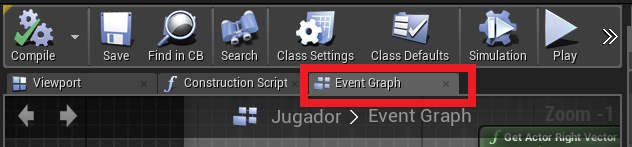 Compile Save Find in CB Search Class Settings Class Defaults Simulation Play
Viewport Construction Script Event Graph
Jugador > Event Graph Zoom -1
Get Actor Right Vector